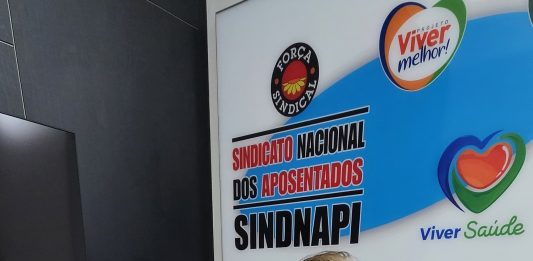 FORÇA
SINDICAL
PROJETO
Viver
melhor!
SINDICATO NACIONAL
DOS APOSENTADOS
SINDNAPI
Viver Saúde